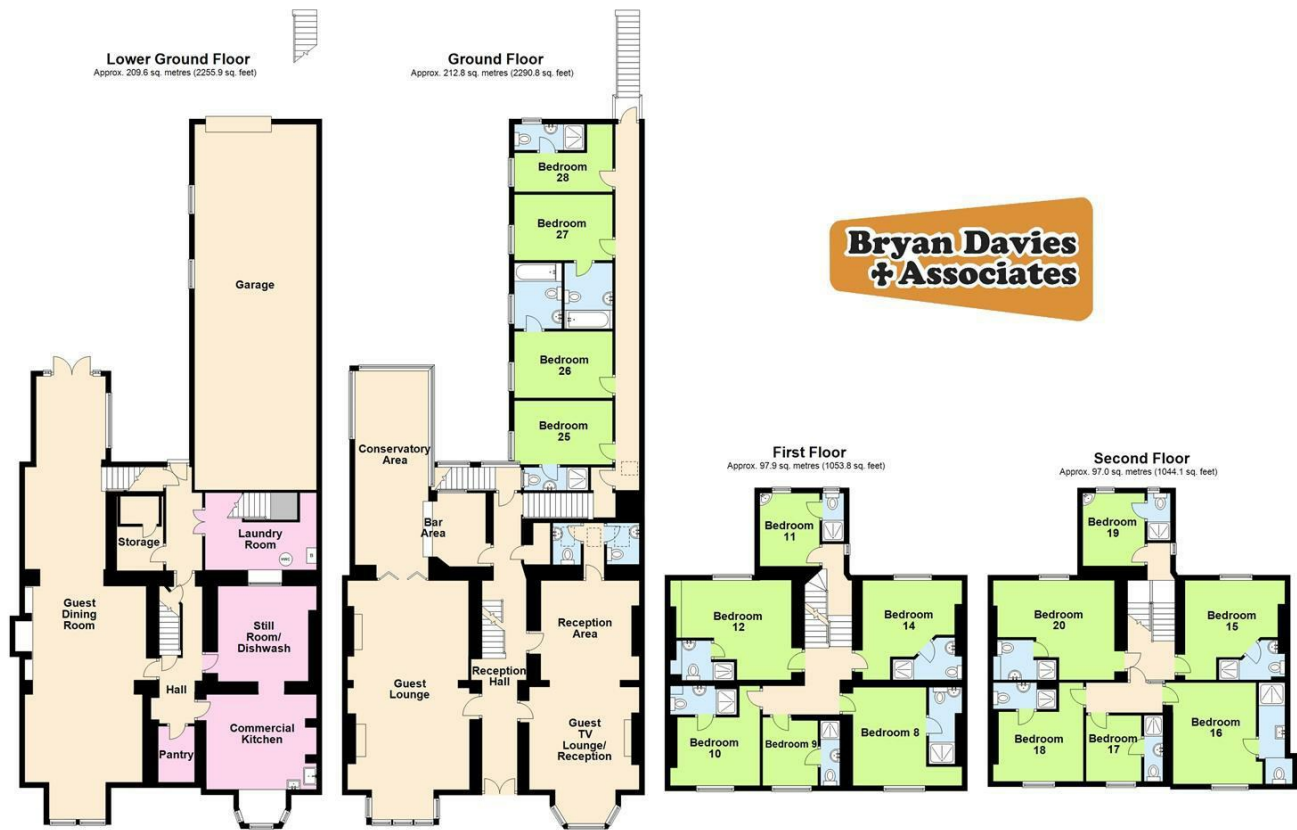 Lower Ground Floor
Approx. 209.6 sq. metres (2255.9 sq. feet)
Garage
Storage
Laundry
Room
Guest
Dining
Room
Still
Room/
Dishwash
Hall
Commercial
Kitchen
Pantry
Ground Floor
Approx. 212.8 sq. metres (2290.8 sq. feet)
Bedroom
28
Bedroom
27
Bedroom
26
Bedroom
25
Conservatory
Area
Bar
Area
Reception
Area
Reception
Hall
Guest
Lounge
Guest
TV
Lounge/
Reception
Bryan Davies
+ Associates
First Floor
Approx. 97.9 sq. metres (1053.8 sq. feet)
Bedroom
11
Bedroom
12
Bedroom
14
Bedroom
10
Bedroom 9
Bedroom 8
Second Floor
Approx. 97.0 sq. metres (1044.1 sq. feet)
Bedroom
19
Bedroom
20
Bedroom
15
Bedroom
18
Bedroom
17
Bedroom
16